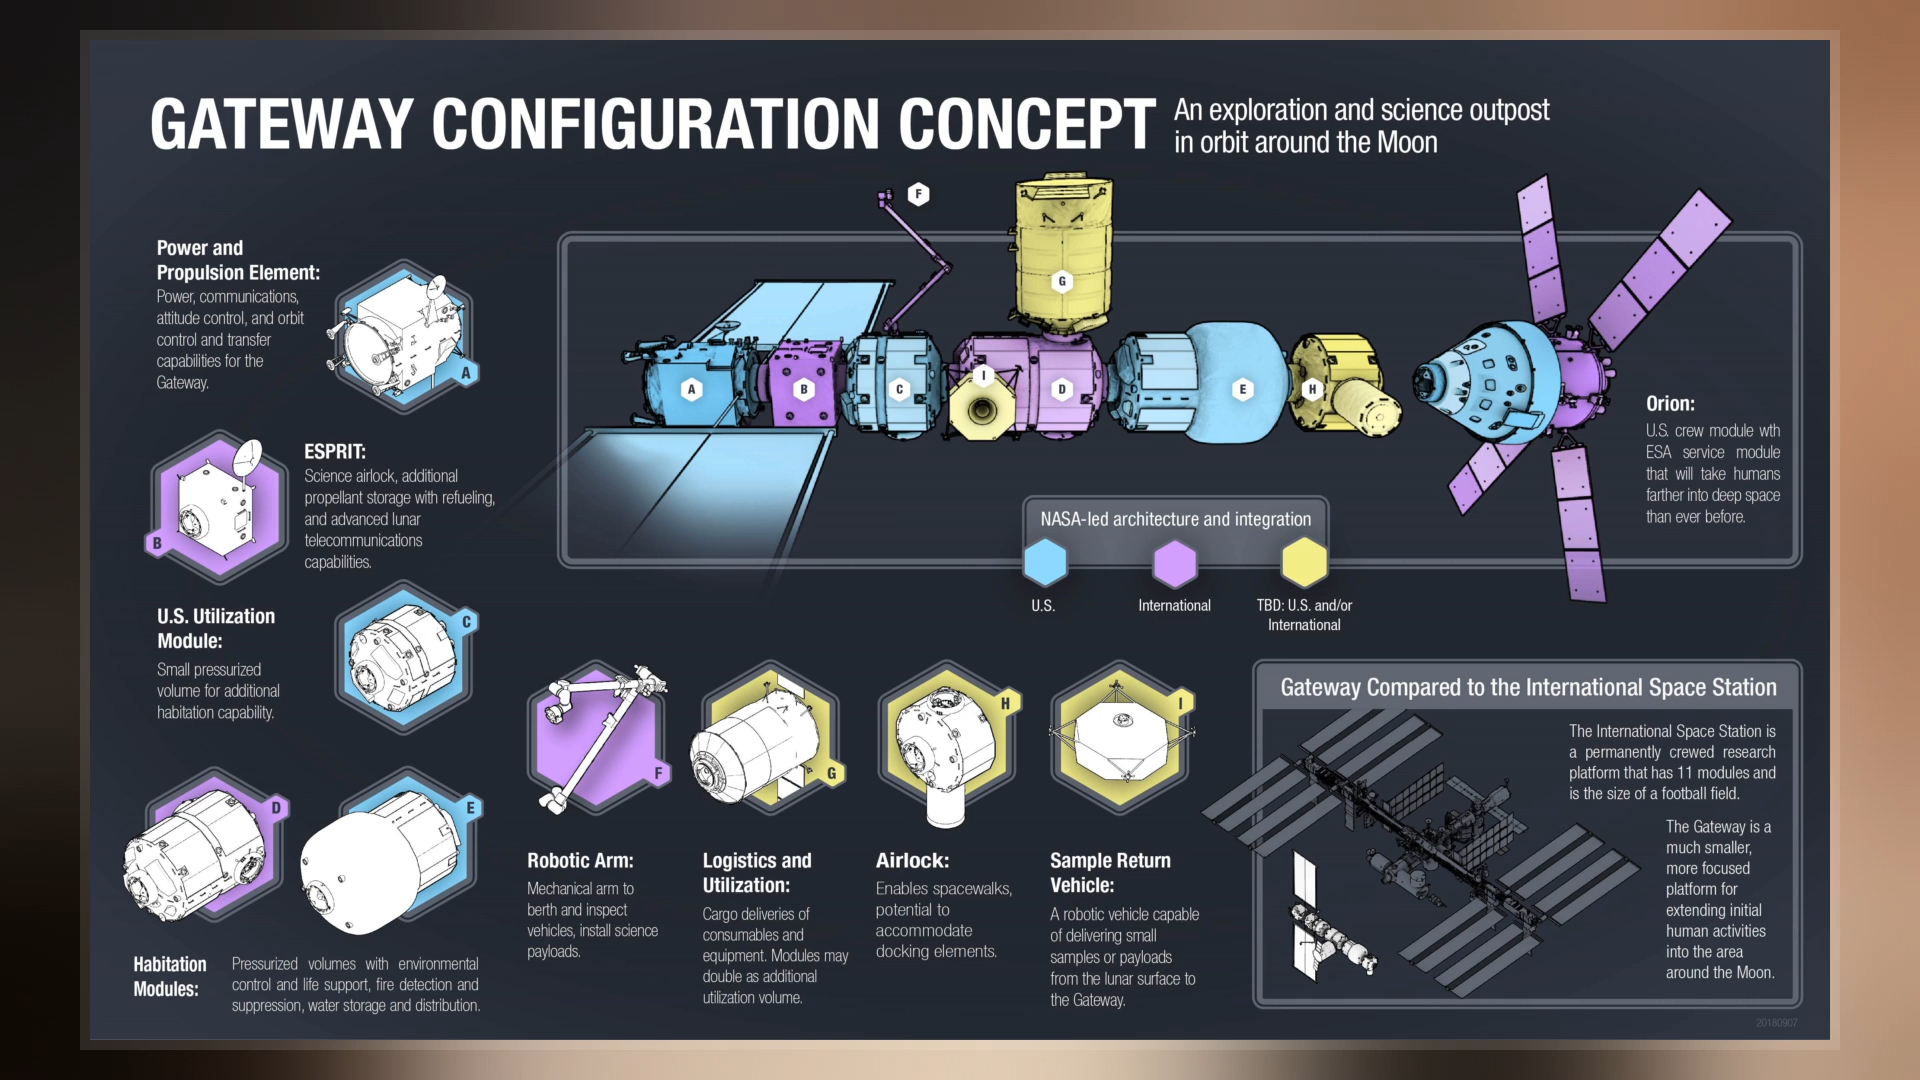 GATEWAY CONFIGURATION CONCEPT
An exploration and science outpost
in orbit around the Moon
Power and
Propulsion Element:
Power, communications,
attitude control, and orbit
control and transfer
capabilities for the
Gateway.
A
ESPRIT:
Science airlock, additional
propellant storage with refueling,
and advanced lunar
telecommunications
capabilities.
B
U.S. Utilization
Module:
Small pressurized
volume for additional
habitation capability.
C
D
E
Habitation
Modules:
Pressurized volumes with environmental
control and life support, fire detection and
suppression, water storage and distribution.
F
G
A
B
C
I
D
E
H
Orion:
U.S. crew module wth
ESA service module
that will take humans
farther into deep space
than ever before.
NASA-led architecture and integration
U.S.
International
TBD: U.S. and/or
International
F
Robotic Arm:
Mechanical arm to
berth and inspect
vehicles, install science
payloads.
G
Logistics and
Utilization:
Cargo deliveries of
consumables and
equipment. Modules may
double as additional
utilization volume.
H
Airlock:
Enables spacewalks,
potential to
accommodate
docking elements.
I
Sample Return
Vehicle:
A robotic vehicle capable
of delivering small
samples or payloads
from the lunar surface to
the Gateway.
Gateway Compared to the International Space Station
The International Space Station is
a permanently crewed research
platform that has 11 modules and
is the size of a football field.
The Gateway is a
much smaller,
more focused
platform for
extending initial
human activities
into the area
around the Moon.
20180907